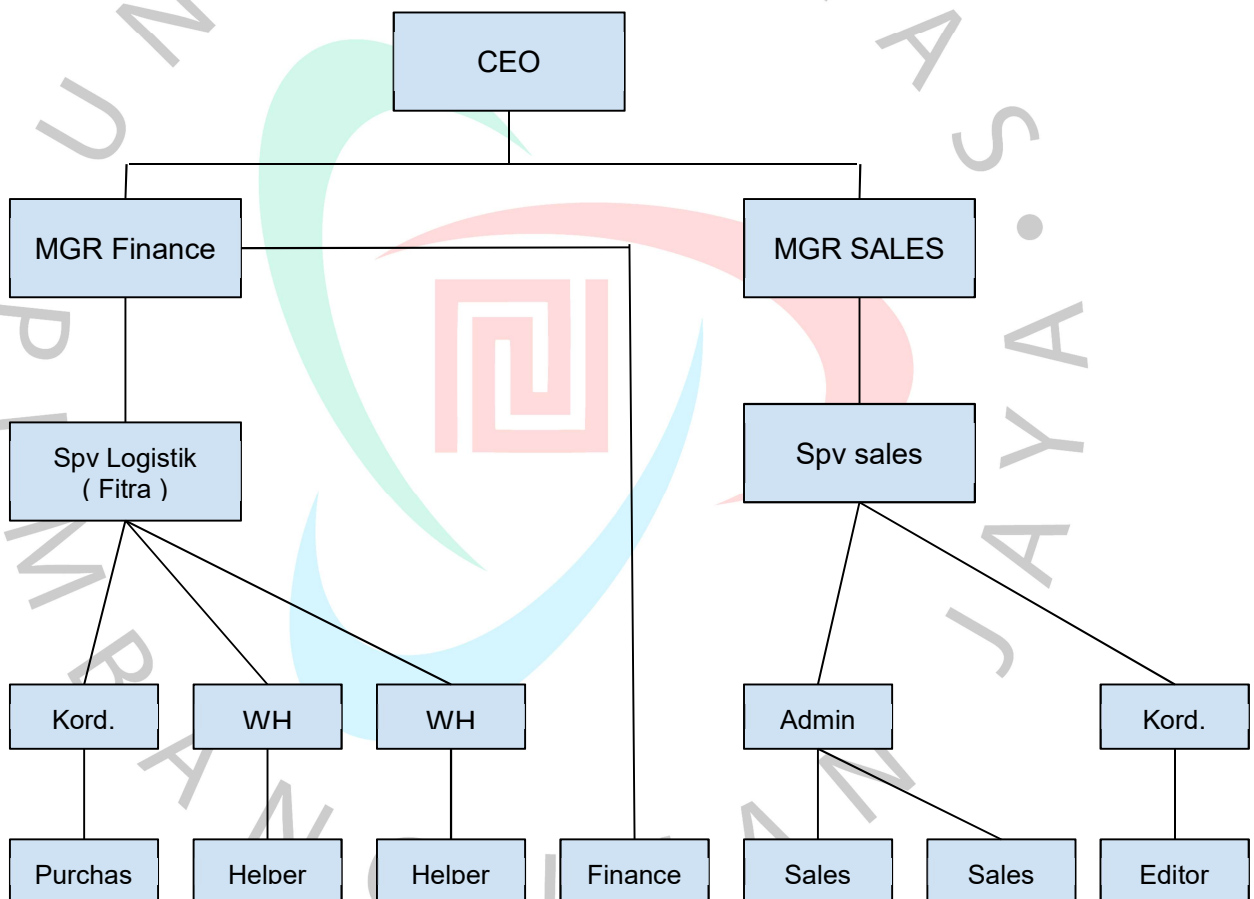 CEO
MGR Finance
MGR SALES
Spv Logistik
( Fitra )
Spv sales
Kord.
WH
WH
Admin
Kord.
Purchas
Helper
Helper
Finance
Sales
Sales
Editor